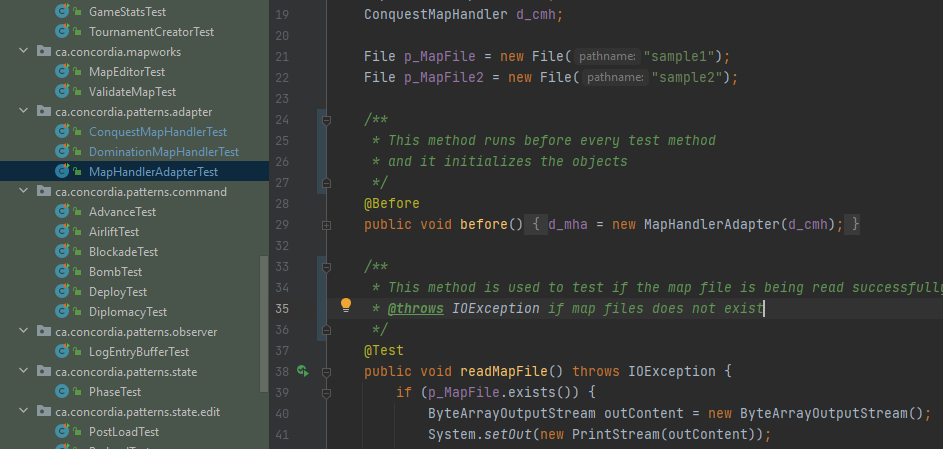 GameStatsTest
TournamentCreatorTest
ca.concordia.mapworks
MapEditorTest
ValidateMapTest
ca.concordia.patterns.adapter
ConquestMapHandlerTest
DominationMapHandlerTest
MapHandlerAdapterTest
ca.concordia.patterns.command
AdvanceTest
AirliftTest
BlockadeTest
BombTest
DeployTest
DiplomacyTest
ca.concordia.patterns.observer
LogEntryBufferTest
ca.concordia.patterns.state
PhaseTest
ca.concordia.patterns.state.edit
PostLoadTest
19 ConquestMapHandler d_cmh;
20
21 File p_MapFile = new File( pathname: "sample1");
22 File p_MapFile2 = new File( pathname: "sample2");
23
24 /**
25 * This method runs before every test method
26 * and it initializes the objects
27 */
28 @Before
29 public void before() { d_mha = new MapHandlerAdapter(d_cmh); }
32
33 /**
34 * This method is used to test if the map file is being read successfully
35 * @throws IOException if map files does not exist
36 */
37 @Test
38 public void readMapFile() throws IOException {
39 if (p_MapFile.exists()) {
40 ByteArrayOutputStream outContent = new ByteArrayOutputStream();
41 System.setOut(new PrintStream(outContent));